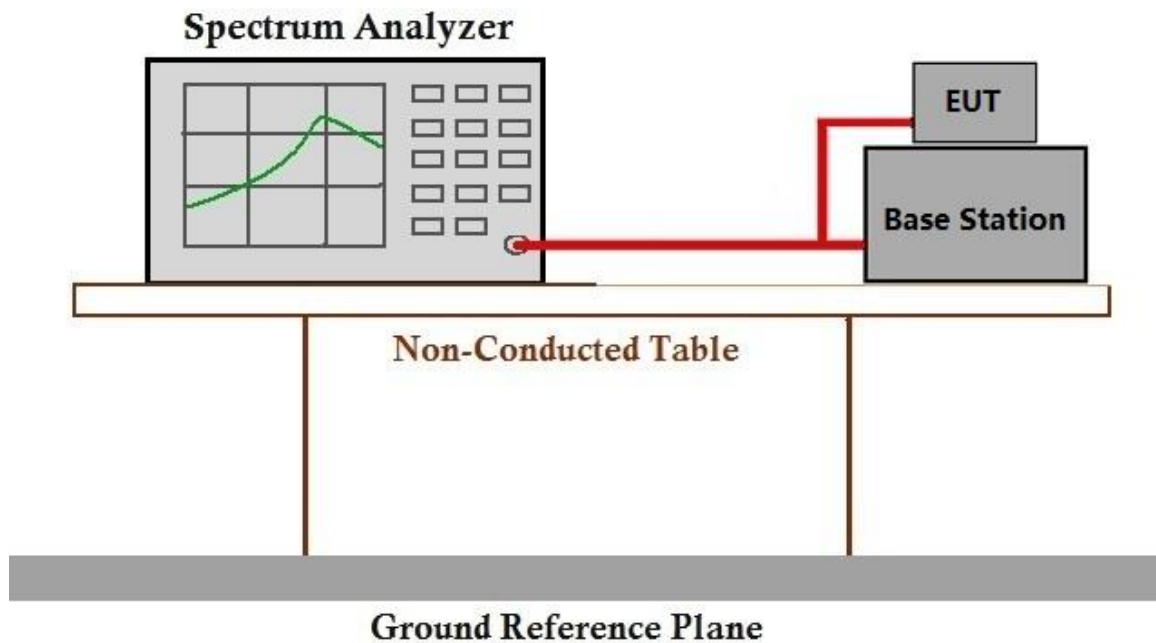 Spectrum Analyzer
EUT
Base Station
Non-Conducted Table
Ground Reference Plane